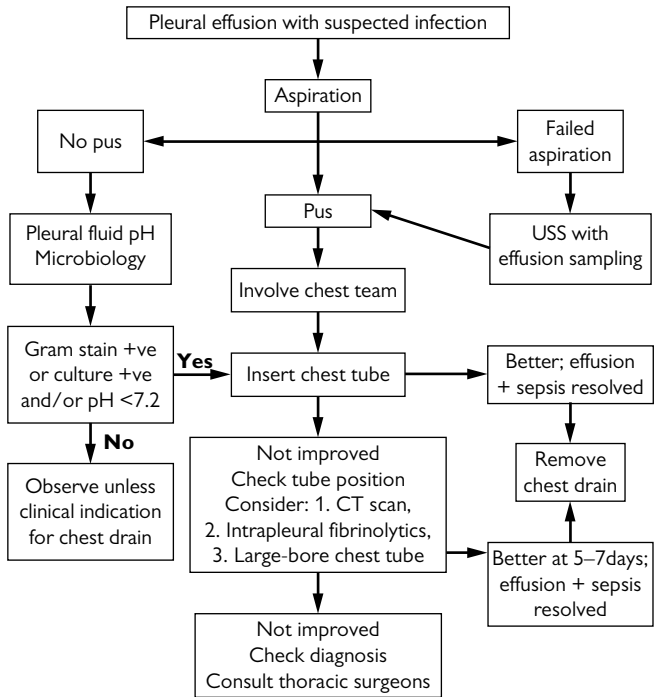 Pleural effusion with suspected infection
Aspiration
No pus
Failed
aspiration
Pus
Pleural fluid pH
Microbiology
USS with
effusion sampling
Involve chest team
Gram stain +ve
or culture +ve
and/or pH <7.2
Yes
Insert chest tube
Better; effusion
+ sepsis resolved
No
Observe unless
clinical indication
for chest drain
Not improved
Check tube position
Consider: 1. CT scan,
2. Intrapleural fibrinolytics,
3. Large-bore chest tube
Remove
chest drain
Better at 5–7days;
effusion + sepsis
resolved
Not improved
Check diagnosis
Consult thoracic surgeons